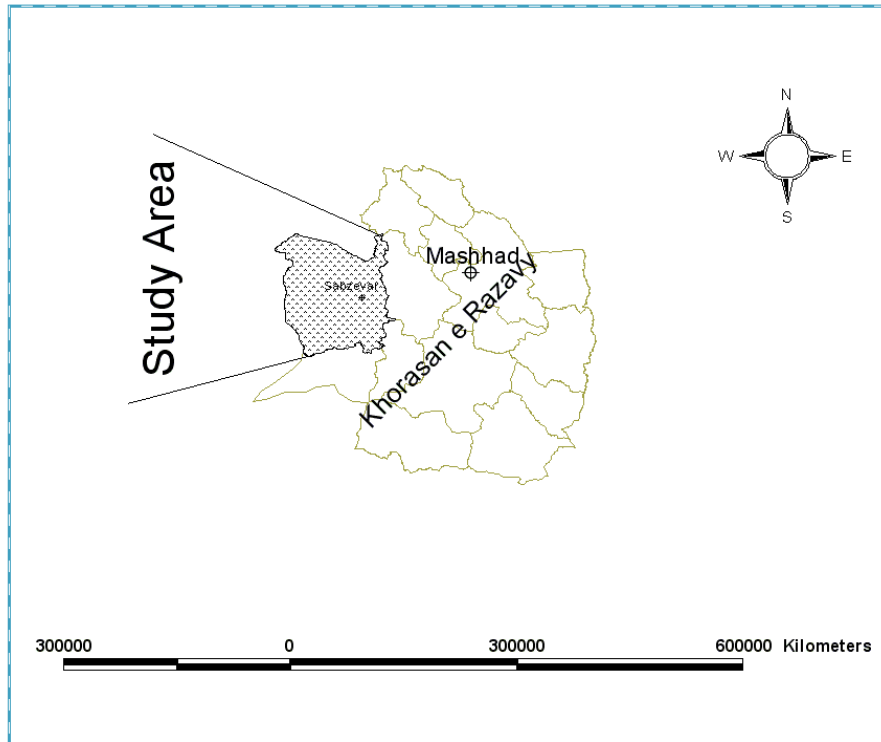 N
W E
S
Study Area
Mashhad
Sabzevar
Khorasan e Razavy
300000 0 300000 600000 Kilometers